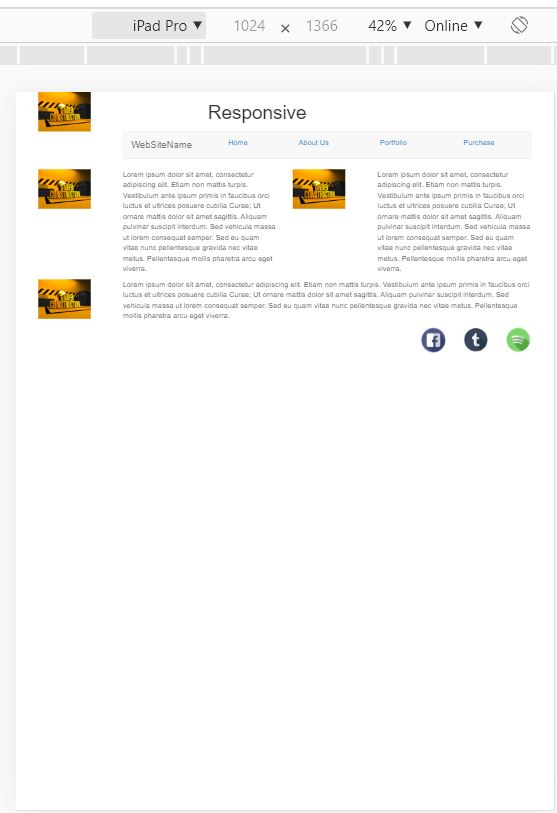 iPad Pro ▼ 1024 × 1366 42% ▼ Online ▼
Responsive
WebSiteName Home About Us Portfolio Purchase
Lorem ipsum dolor sit amet, consectetur
adipiscing elit. Etiam non mattis turpis.
Vestibulum ante ipsum primis in faucibus orci
luctus et ultrices posuere cubilia Curae; Ut
ornare mattis dolor sit amet sagittis. Aliquam
pulvinar suscipit interdum. Sed vehicula massa
ut lorem consequat semper. Sed eu quam
vitae nunc pellentesque gravida nec vitae
metus. Pellentesque mollis pharetra arcu eget
viverra.
Lorem ipsum dolor sit amet, consectetur
adipiscing elit. Etiam non mattis turpis.
Vestibulum ante ipsum primis in faucibus orci
luctus et ultrices posuere cubilia Curae; Ut
ornare mattis dolor sit amet sagittis. Aliquam
pulvinar suscipit interdum. Sed vehicula massa
ut lorem consequat semper. Sed eu quam
vitae nunc pellentesque gravida nec vitae
metus. Pellentesque mollis pharetra arcu eget
viverra.
Lorem ipsum dolor sit amet, consectetur adipiscing elit. Etiam non mattis turpis. Vestibulum ante ipsum primis in faucibus orci
luctus et ultrices posuere cubilia Curae; Ut ornare mattis dolor sit amet sagittis. Aliquam pulvinar suscipit interdum. Sed
vehicula massa ut lorem consequat semper. Sed eu quam vitae nunc pellentesque gravida nec vitae metus. Pellentesque
mollis pharetra arcu eget viverra.